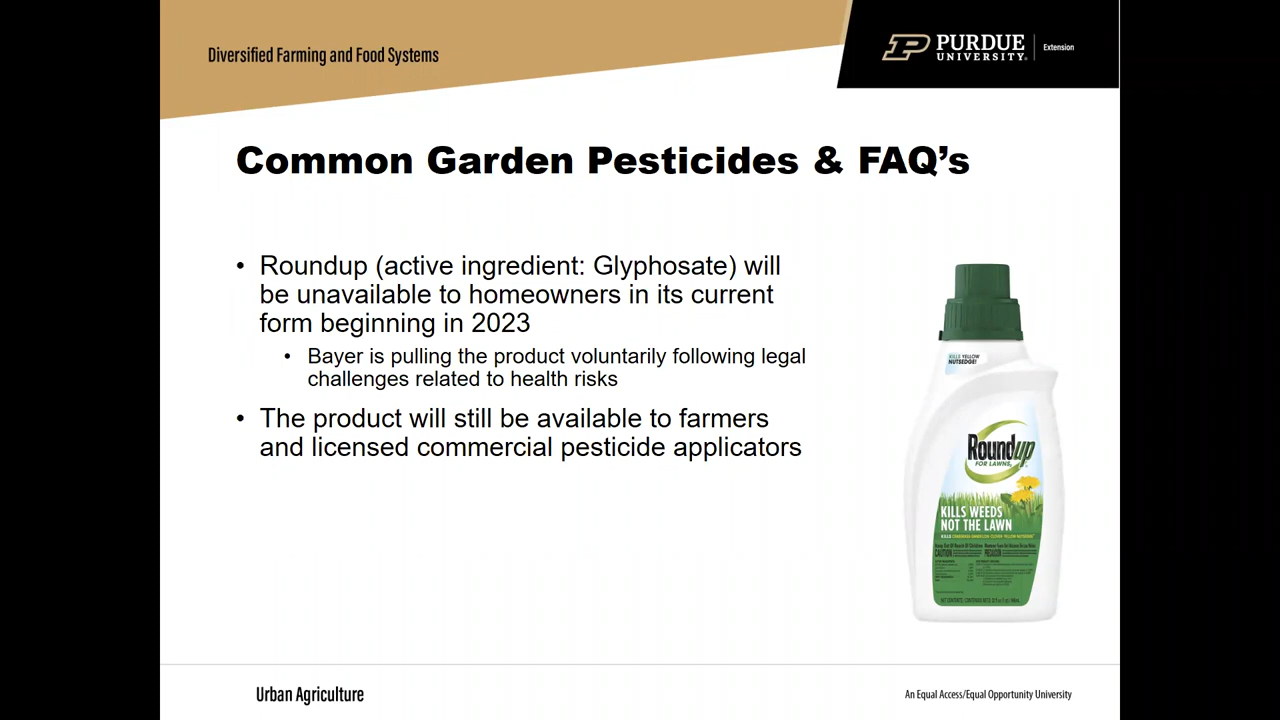 Diversified Farming and Food Systems
PURDUE
UNIVERSITY
Extension
Common Garden Pesticides & FAQ's
• Roundup (active ingredient: Glyphosate) will
be unavailable to homeowners in its current
form beginning in 2023
• Bayer is pulling the product voluntarily following legal
challenges related to health risks
• The product will still be available to farmers
and licensed commercial pesticide applicators
KILLS YELLOW
NUTSEDGE!
Roundup
FOR LAWNS
KILLS WEEDS
NOT THE LAWN
CAUTION
Urban Agriculture
An Equal Access/Equal Opportunity University